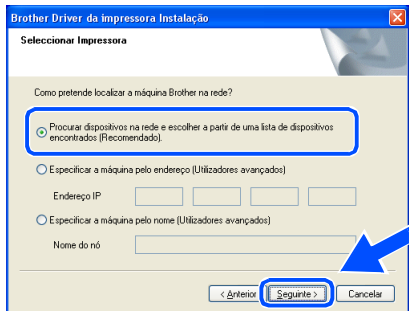 Brother Driver da impressora Instalação
Seleccionar Impressora
Como pretende localizar a máquina Brother na rede?
Procurar dispositivos na rede e escolher a partir de uma lista de dispositivos
encontrados (Recomendado).
Especificar a máquina pelo endereço (Utilizadores avançados)
Endereço IP
Especificar a máquina pelo nome (Utilizadores avançados)
Nome do nó
< Anterior
Seguinte >
Cancelar